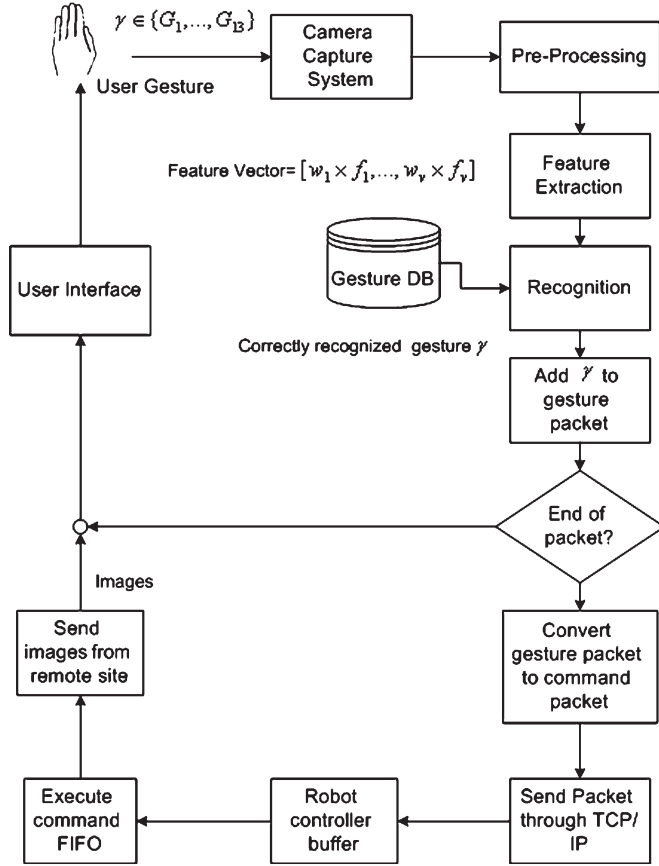 γ ∈ {G₁,...,G₁₃}
User Gesture
Camera
Capture
System
Pre-Processing
Feature Vector= [w₁ × f₁,..., wᵥ × fᵥ]
Feature
Extraction
Gesture DB
Recognition
User Interface
Correctly recognized gesture γ
Add γ to
gesture
packet
End of
packet?
Images
Send
images from
remote site
Convert
gesture packet
to command
packet
Execute
command
FIFO
Robot
controller
buffer
Send Packet
through TCP/
IP